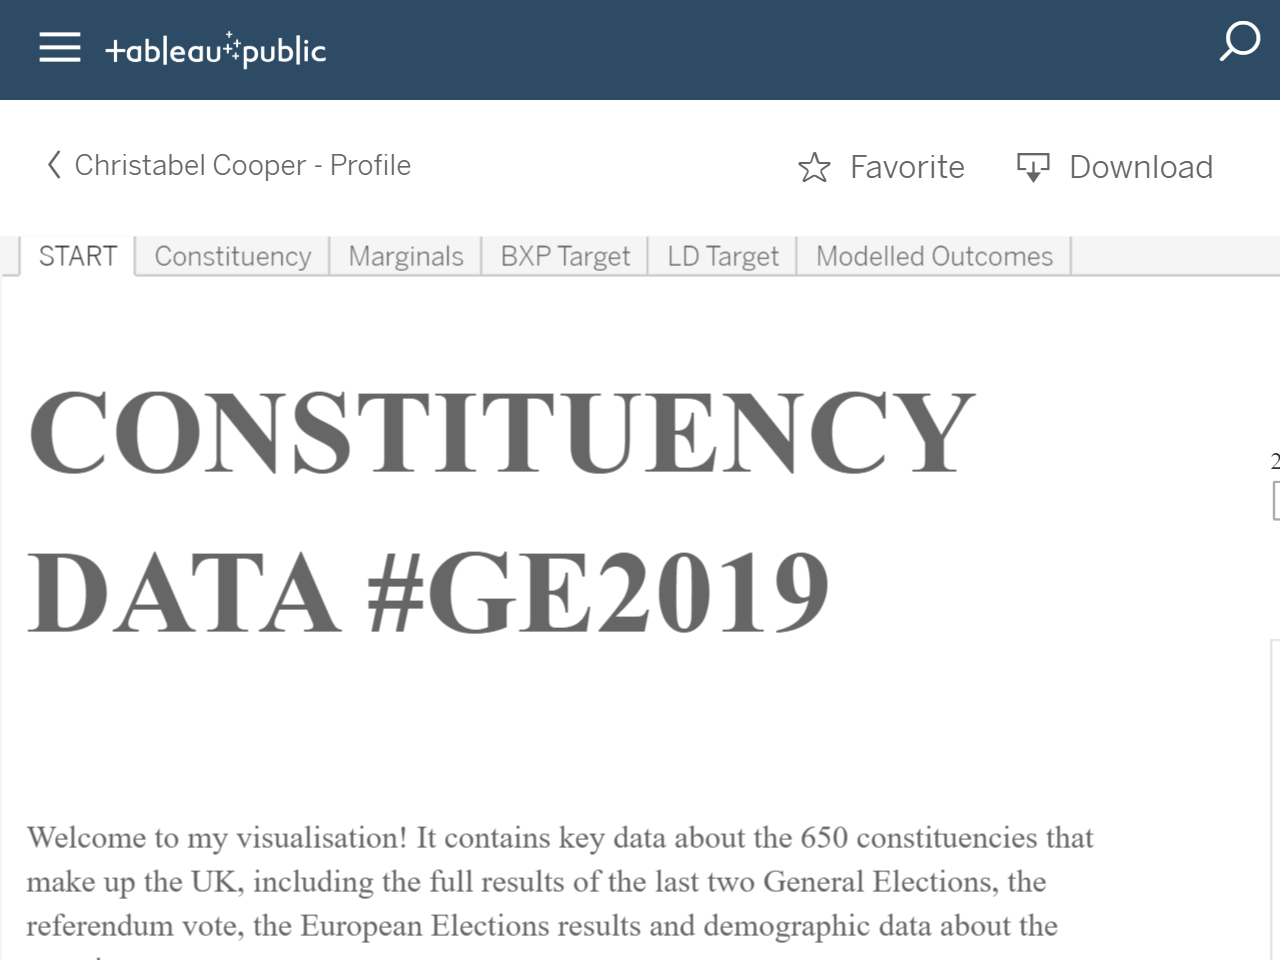 tableau public
Christabel Cooper - Profile
Favorite
Download
START
Constituency
Marginals
BXP Target
LD Target
Modelled Outcomes
CONSTITUENCY
DATA #GE2019
2
Welcome to my visualisation! It contains key data about the 650 constituencies that
make up the UK, including the full results of the last two General Elections, the
referendum vote, the European Elections results and demographic data about the